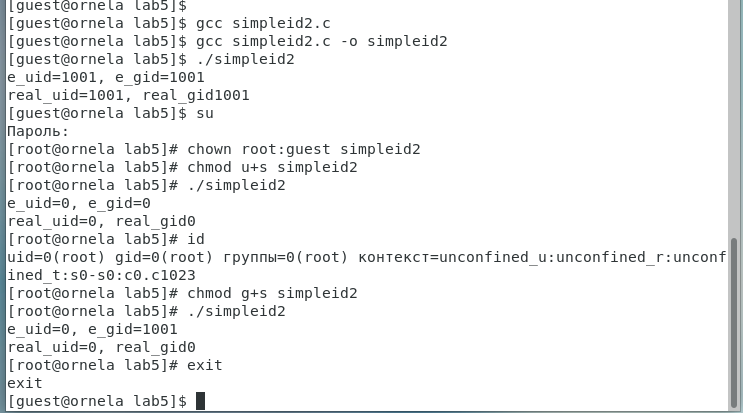 [guest@ornela lab5]$
[guest@ornela lab5]$ gcc simpleid2.c
[guest@ornela lab5]$ gcc simpleid2.c -o simpleid2
[guest@ornela lab5]$ ./simpleid2
e_uid=1001, e_gid=1001
real_uid=1001, real_gid1001
[guest@ornela lab5]$ su
Пароль:
[root@ornela lab5]# chown root:guest simpleid2
[root@ornela lab5]# chmod u+s simpleid2
[root@ornela lab5]# ./simpleid2
e_uid=0, e_gid=0
real_uid=0, real_gid0
[root@ornela lab5]# id
uid=0(root) gid=0(root) группы=0(root) контекст=unconfined_u:unconfined_r:unconf
ined_t:s0-s0:c0.c1023
[root@ornela lab5]# chmod g+s simpleid2
[root@ornela lab5]# ./simpleid2
e_uid=0, e_gid=1001
real_uid=0, real_gid0
[root@ornela lab5]# exit
exit
[guest@ornela lab5]$